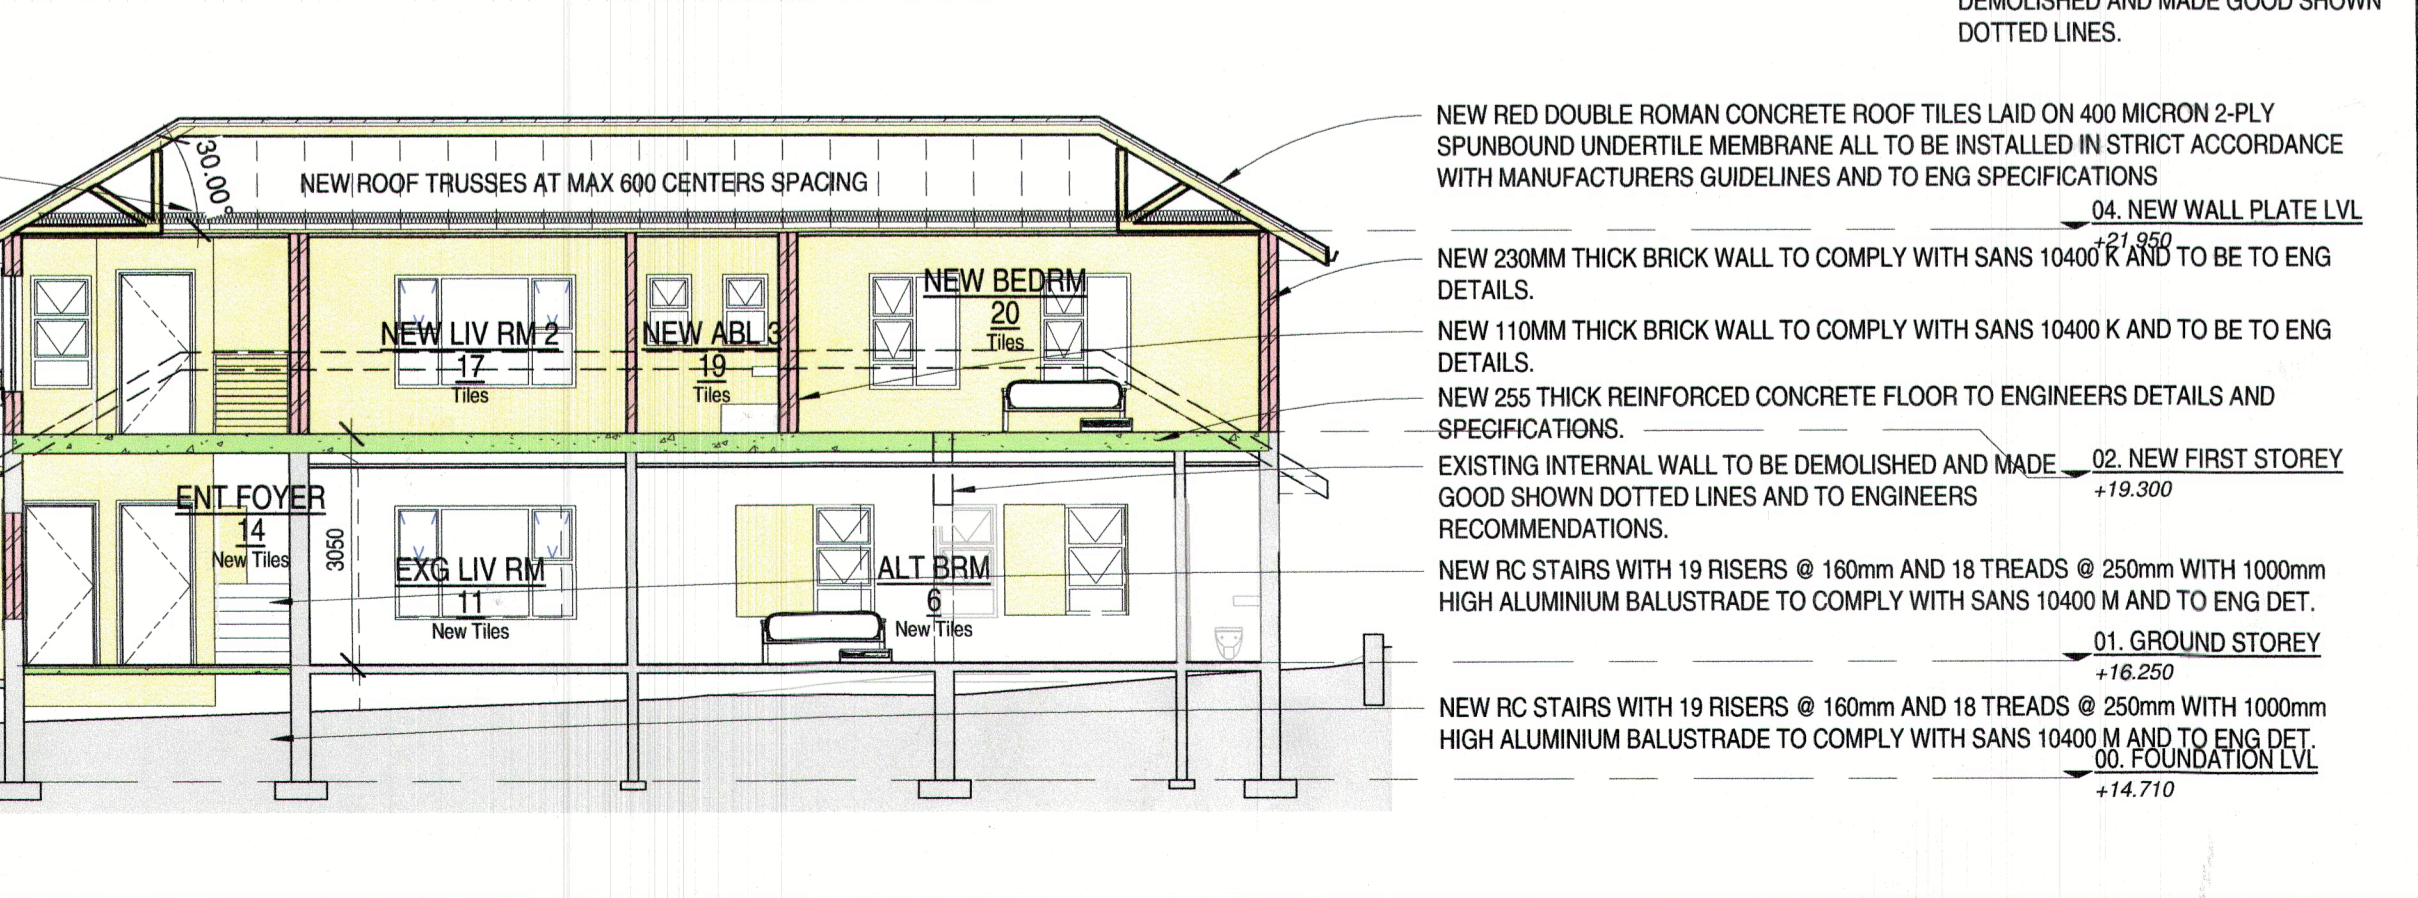 DEMOLISHED AND MADE GOOD SHOWN
DOTTED LINES.
NEW RED DOUBLE ROMAN CONCRETE ROOF TILES LAID ON 400 MICRON 2-PLY
SPUNBOUND UNDERTILE MEMBRANE ALL TO BE INSTALLED IN STRICT ACCORDANCE
WITH MANUFACTURERS GUIDELINES AND TO ENG SPECIFICATIONS
30.00°
NEW ROOF TRUSSES AT MAX 600 CENTERS SPACING
04. NEW WALL PLATE LVL
+21.950
NEW 230MM THICK BRICK WALL TO COMPLY WITH SANS 10400 K AND TO BE TO ENG
DETAILS.
NEW 110MM THICK BRICK WALL TO COMPLY WITH SANS 10400 K AND TO BE TO ENG
DETAILS.
NEW LIV RM 2
17
Tiles
NEW ABL 3
19
Tiles
NEW BEDRM
20
Tiles
NEW 255 THICK REINFORCED CONCRETE FLOOR TO ENGINEERS DETAILS AND
SPECIFICATIONS.
02. NEW FIRST STOREY
+19.300
EXISTING INTERNAL WALL TO BE DEMOLISHED AND MADE
GOOD SHOWN DOTTED LINES AND TO ENGINEERS
RECOMMENDATIONS.
ENT FOYER
14
New Tiles
3050
EXG LIV RM
11
New Tiles
ALT BRM
6
New Tiles
NEW RC STAIRS WITH 19 RISERS @ 160mm AND 18 TREADS @ 250mm WITH 1000mm
HIGH ALUMINIUM BALUSTRADE TO COMPLY WITH SANS 10400 M AND TO ENG DET.
01. GROUND STOREY
+16.250
NEW RC STAIRS WITH 19 RISERS @ 160mm AND 18 TREADS @ 250mm WITH 1000mm
HIGH ALUMINIUM BALUSTRADE TO COMPLY WITH SANS 10400 M AND TO ENG DET.
00. FOUNDATION LVL
+14.710